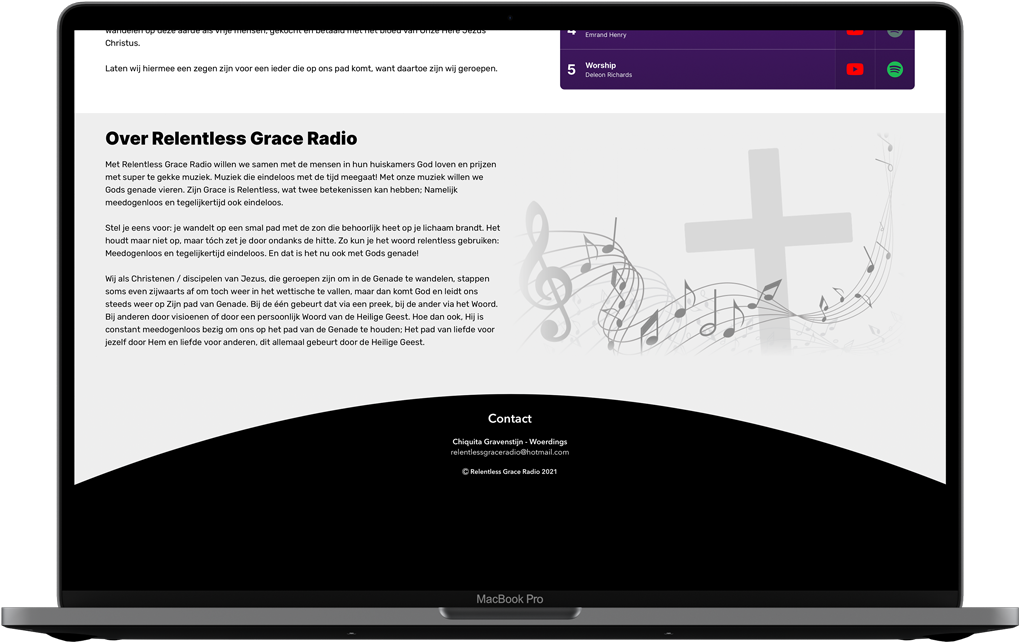 wandelen op deze aarde als vrije mensen, gekocht en betaald met het bloed van Onze Here Jezus
Christus.
Laten wij hiermee een zegen zijn voor een ieder die op ons pad komt, want daartoe zijn wij geroepen.
4
Emrand Henry
5
Worship
Deleon Richards
Over Relentless Grace Radio
Met Relentless Grace Radio willen we samen met de mensen in hun huiskamers God loven en prijzen
met super te gekke muziek. Muziek die eindeloos met de tijd meegaat! Met onze muziek willen we
Gods genade vieren. Zijn Grace is Relentless, wat twee betekenissen kan hebben; Namelijk
meedogenloos en tegelijkertijd ook eindeloos.
Stel je eens voor: je wandelt op een smal pad met de zon die behoorlijk heet op je lichaam brandt. Het
houdt maar niet op, maar tóch zet je door ondanks de hitte. Zo kun je het woord relentless gebruiken:
Meedogenloos en tegelijkertijd eindeloos. En dat is het nu ook met Gods genade!
Wij als Christenen / discipelen van Jezus, die geroepen zijn om in de Genade te wandelen, stappen
soms even zijwaarts af om toch weer in het wettische te vallen, maar dan komt God en leidt ons
steeds weer op Zijn pad van Genade. Bij de één gebeurt dat via een preek, bij de ander via het Woord.
Bij anderen door visioenen of door een persoonlijk Woord van de Heilige Geest. Hoe dan ook, Hij is
constant meedogenloos bezig om ons op het pad van de Genade te houden; Het pad van liefde voor
jezelf door Hem en liefde voor anderen, dit allemaal gebeurt door de Heilige Geest.
Contact
Chiquita Gravenstijn - Woerdings
relentlessgraceradio@hotmail.com
© Relentless Grace Radio 2021
MacBook Pro